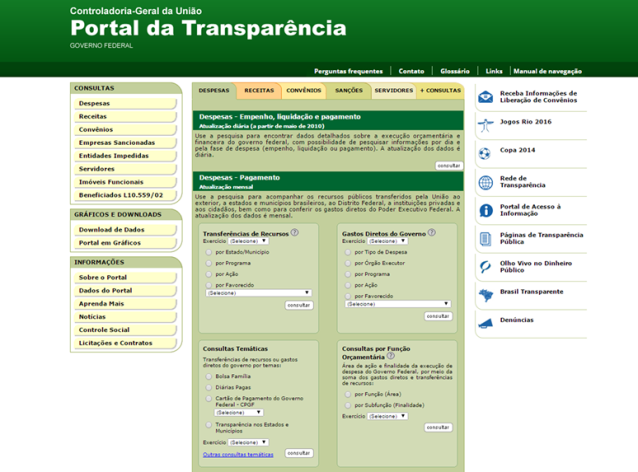 Controladoria-Geral da União
Portal da Transparência
GOVERNO FEDERAL
Perguntas frequentes
Contato
Glossário
Links
Manual de navegação
CONSULTAS
Despesas
Receitas
Convênios
Empresas Sancionadas
Entidades Impedidas
Servidores
Imóveis Funcionais
Beneficiados L10.559/02
GRÁFICOS E DOWNLOADS
Download de Dados
Portal em Gráficos
INFORMAÇÕES
Sobre o Portal
Dados do Portal
Aprenda Mais
Notícias
Controle Social
Licitações e Contratos
DESPESAS
RECEITAS
CONVÊNIOS
SANÇÕES
SERVIDORES
+ CONSULTAS
Despesas - Empenho, liquidação e pagamento
Atualização diária (a partir de maio de 2010)
Use a pesquisa para encontrar dados detalhados sobre a execução orçamentária e
financeira do governo federal, com possibilidade de pesquisar informações por dia e
pela fase de despesa (empenho, liquidação ou pagamento). A atualização dos dados é
diária.
consultar
Despesas - Pagamento
Atualização mensal
Use a pesquisa para acompanhar os recursos públicos transferidos pela União ao
exterior, a estados e municípios brasileiros, ao Distrito Federal, a instituições privadas e
aos cidadãos, bem como para conferir os gastos diretos do Poder Executivo Federal. A
atualização dos dados é mensal.
Transferências de Recursos ?
Exercício (Selecione)
por Estado/Município
por Programa
por Ação
por Favorecido
(Selecione)
consultar
Gastos Diretos do Governo ?
Exercício (Selecione)
por Tipo de Despesa
por Órgão Executor
por Programa
por Ação
por Favorecido
(Selecione)
consultar
Consultas Temáticas
Transferências de recursos ou gastos
diretos do governo por temas:
Bolsa Família
Diárias Pagas
Cartão de Pagamento do Governo
Federal - CPGF
(Selecione)
Transparência nos Estados e
Municípios
Exercício (Selecione)
Outras consultas temáticas
consultar
Consultas por Função
Orçamentária ?
Área de ação e finalidade da execução de
despesa do Governo Federal, por meio da
soma dos gastos diretos e transferências
de recursos:
por Função (Área)
por Subfunção (Finalidade)
Exercício (Selecione)
consultar
Receba Informações de
Liberação de Convênios
Jogos Rio 2016
Copa 2014
Rede de
Transparência
Portal de Acesso à
Informação
Páginas de Transparência
Pública
Olho Vivo no Dinheiro
Público
Brasil Transparente
Denúncias